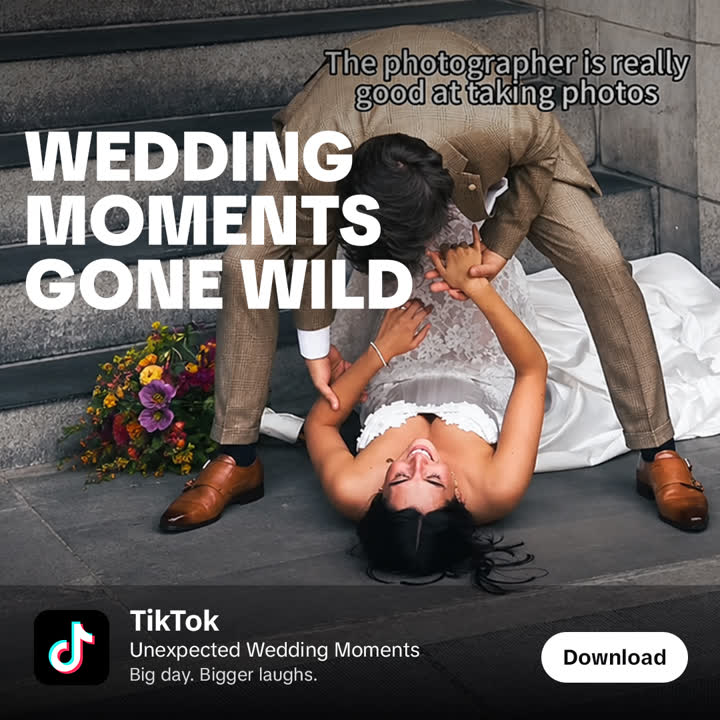 The photographer is really
good at taking photos
WEDDING
MOMENTS
GONE WILD
TikTok
Unexpected Wedding Moments
Big day. Bigger laughs.
Download